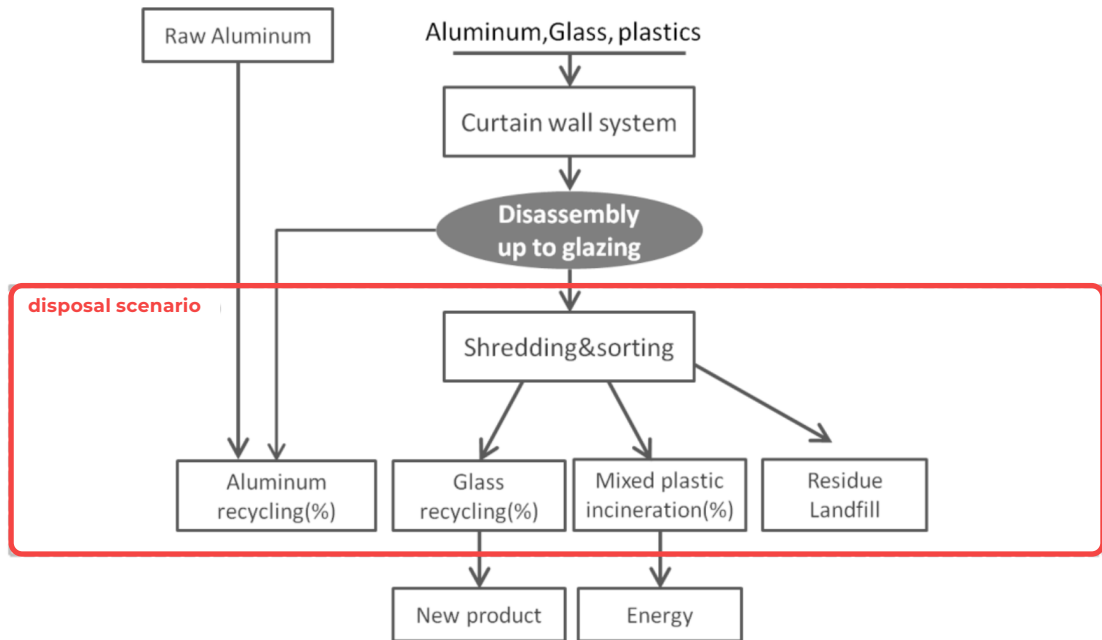 Raw Aluminum
Aluminum,Glass, plastics
Curtain wall system
Disassembly
up to glazing
disposal scenario
Shredding&sorting
Aluminum
recycling(%)
Glass
recycling(%)
Mixed plastic
incineration(%)
Residue
Landfill
New product
Energy